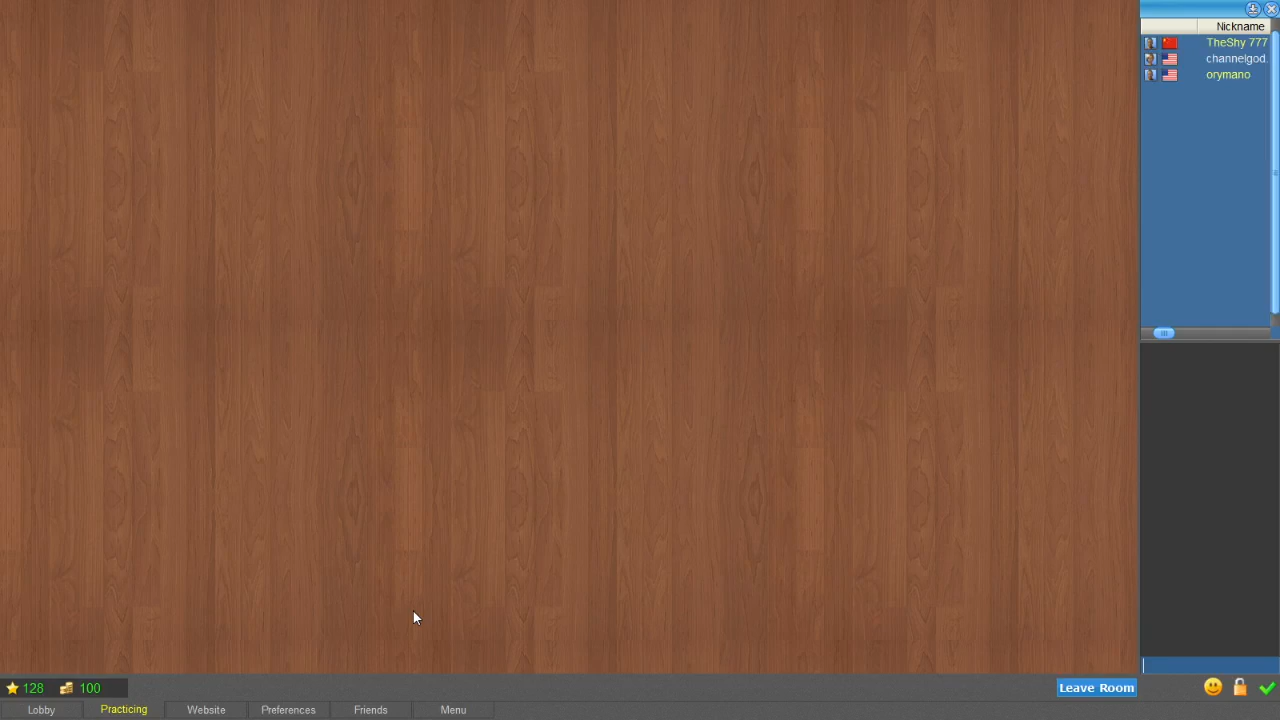 Nickname
TheShy 777
channelgod.
orymano
128
100
Leave Room
Lobby
Practicing
Website
Preferences
Friends
Menu